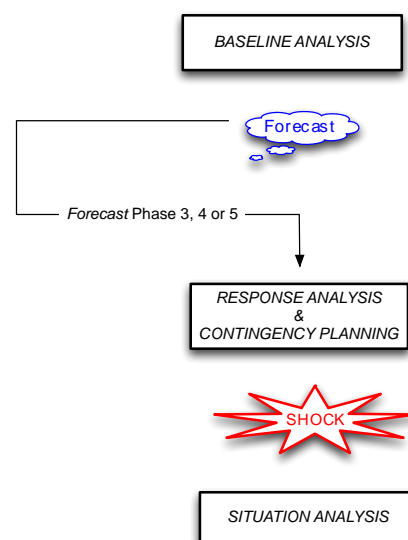 BASELINE ANALYSIS
Forecast
Forecast Phase 3, 4 or 5
RESPONSE ANALYSIS
&
CONTINGENCY PLANNING
SHOCK
SITUATION ANALYSIS